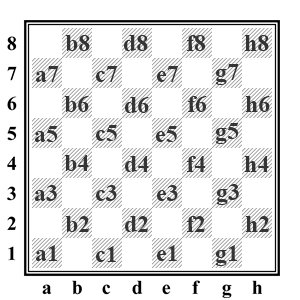 8 b8 d8 f8 h8
7 a7 c7 e7 g7
6 b6 d6 f6 h6
5 a5 c5 e5 g5
4 b4 d4 f4 h4
3 a3 c3 e3 g3
2 b2 d2 f2 h2
1 a1 c1 e1 g1
a b c d e f g h